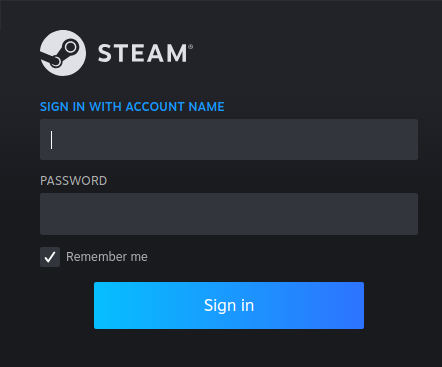 STEAM®
SIGN IN WITH ACCOUNT NAME
PASSWORD
Remember me
Sign in